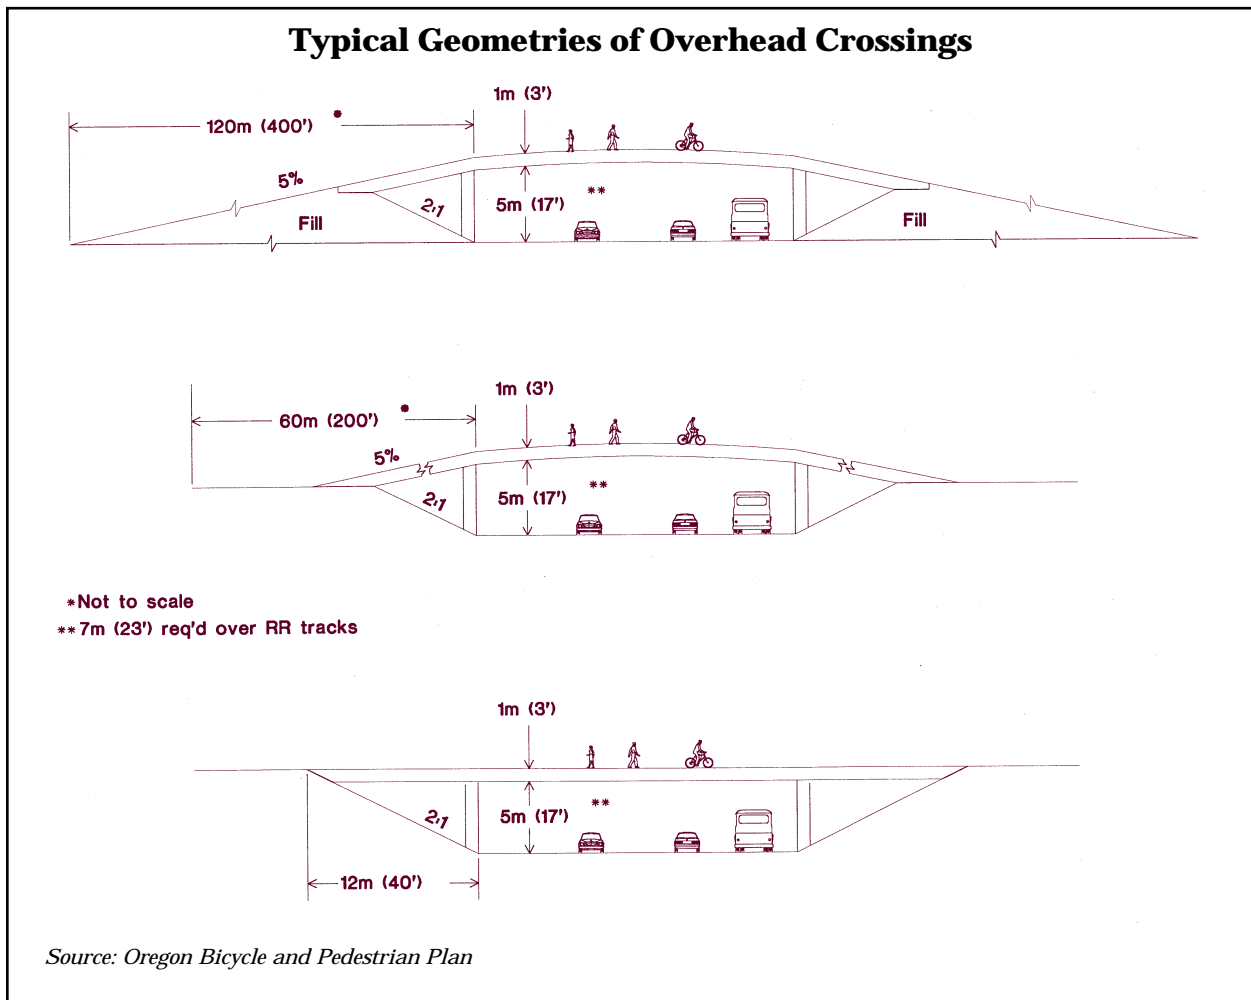 Typical Geometries of Overhead Crossings
1m (3')
120m (400') *
5%
2:1
5m (17') **
Fill
Fill
1m (3')
60m (200') *
5%
2:1
5m (17') **
*Not to scale
**7m (23') req'd over RR tracks
1m (3')
2:1
5m (17') **
12m (40')
Source: Oregon Bicycle and Pedestrian Plan